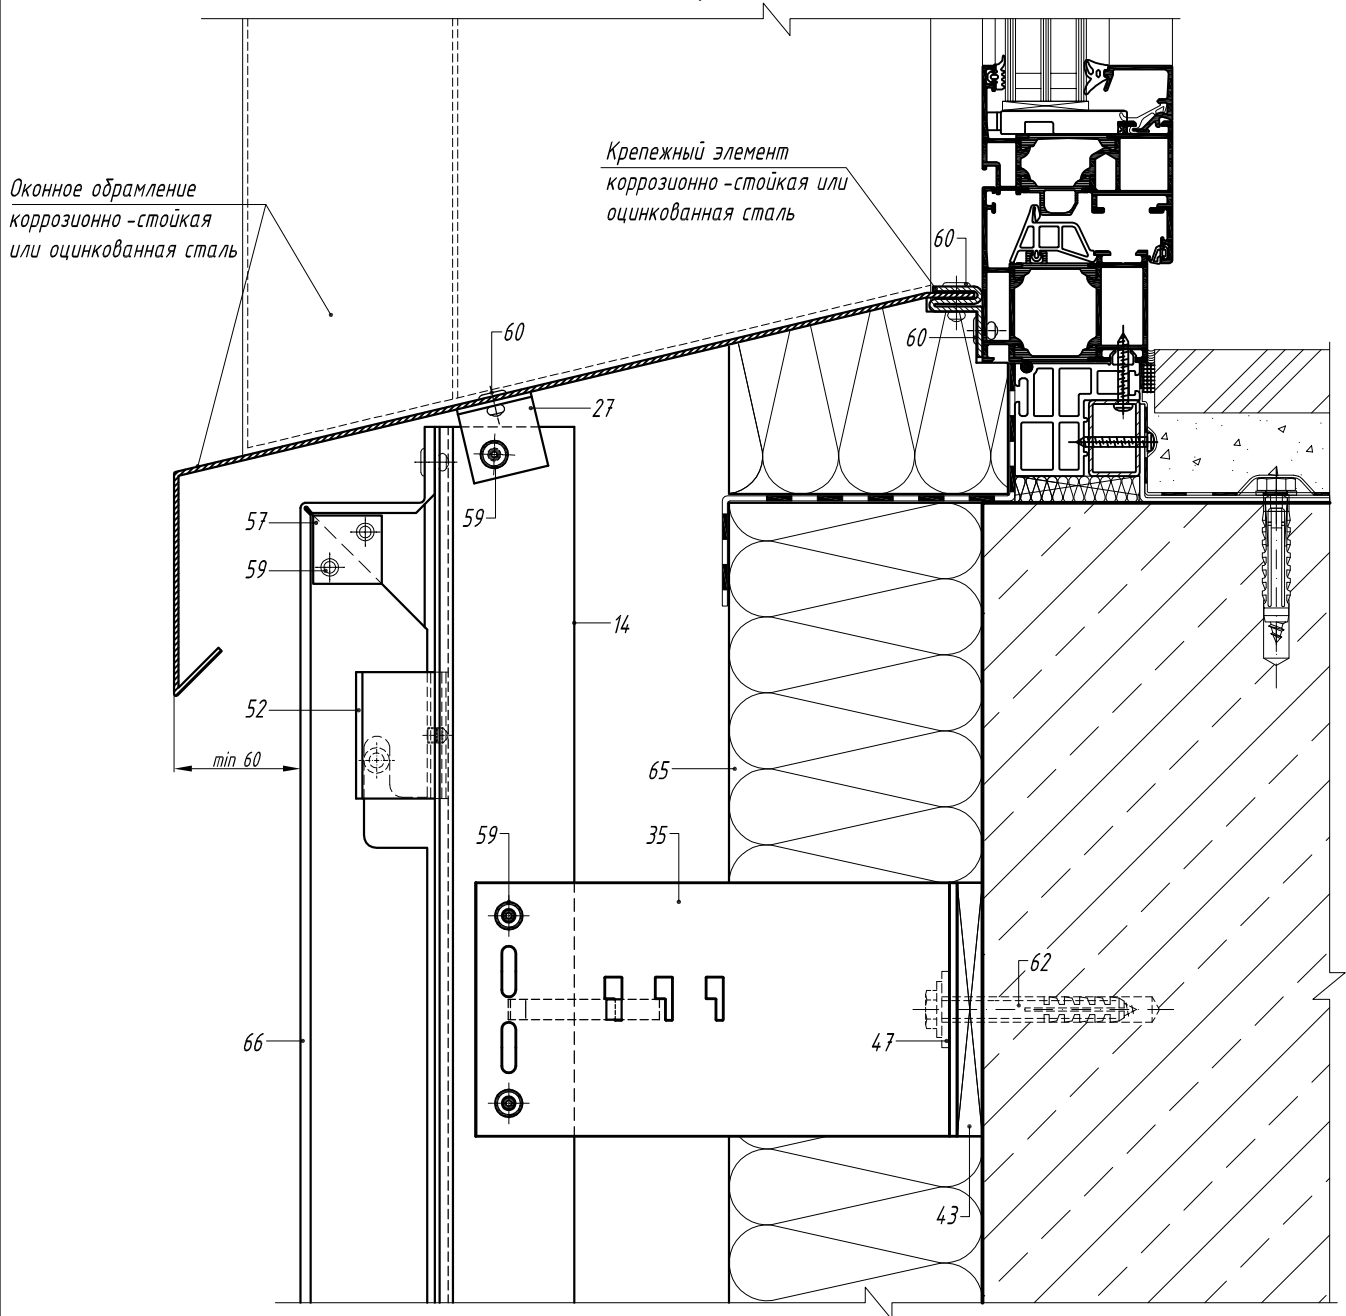 Крепежный элемент
коррозионно -стойкая или
оцинкованная сталь
Оконное обрамление
коррозионно -стойкая
или оцинкованная сталь
60
60
60
27
59
57
59
14
52
min 60
65
59
35
62
66
47
43